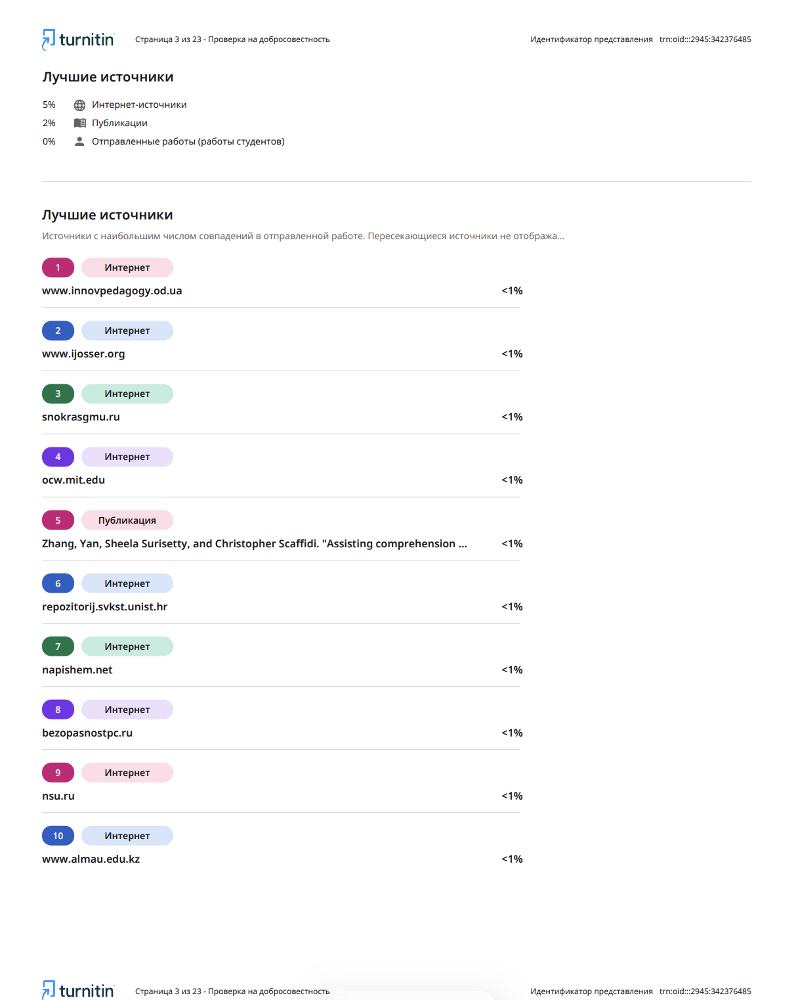 turnitin Страница 3 из 23 - Проверка на добросовестность Идентификатор представления trn:oid:::2945:342376485
Лучшие источники
5% Интернет-источники
2% Публикации
0% Отправленные работы (работы студентов)
Лучшие источники
Источники с наибольшим числом совпадений в отправленной работе. Пересекающиеся источники не отобража...
1 Интернет
www.innovpedagogy.od.ua <1%
2 Интернет
www.ijosser.org <1%
3 Интернет
snokrasgmu.ru <1%
4 Интернет
ocw.mit.edu <1%
5 Публикация
Zhang, Yan, Sheela Surisetty, and Christopher Scaffidi. "Assisting comprehension ... <1%
6 Интернет
repozitorij.svkst.unist.hr <1%
7 Интернет
napishem.net <1%
8 Интернет
bezopasnostpc.ru <1%
9 Интернет
nsu.ru <1%
10 Интернет
www.almau.edu.kz <1%
turnitin Страница 3 из 23 - Проверка на добросовестность Идентификатор представления trn:oid:::2945:342376485